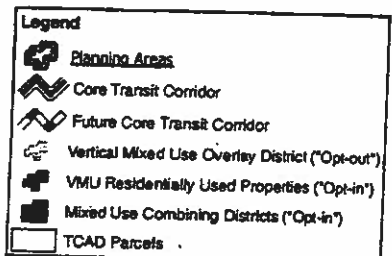 Legend
Planning Areas
Core Transit Corridor
Future Core Transit Corridor
Vertical Mixed Use Overlay District ("Opt-out")
VMU Residentially Used Properties ("Opt-in")
Mixed Use Combining Districts ("Opt-in")
TCAD Parcels